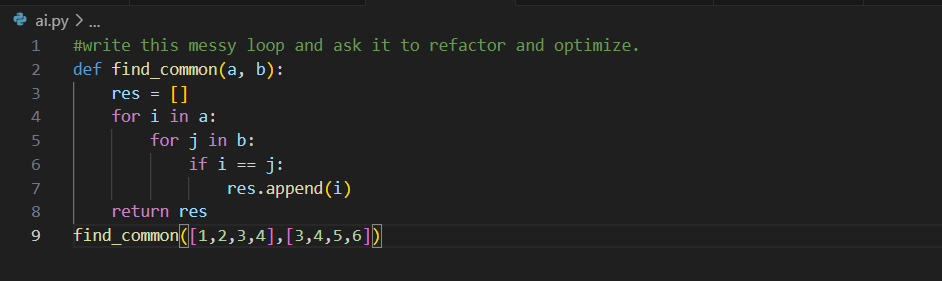 ai.py > ...
1 #write this messy loop and ask it to refactor and optimize.
2 def find_common(a, b):
3     res = []
4     for i in a:
5         for j in b:
6             if i == j:
7                 res.append(i)
8     return res
9 find_common([1,2,3,4],[3,4,5,6])